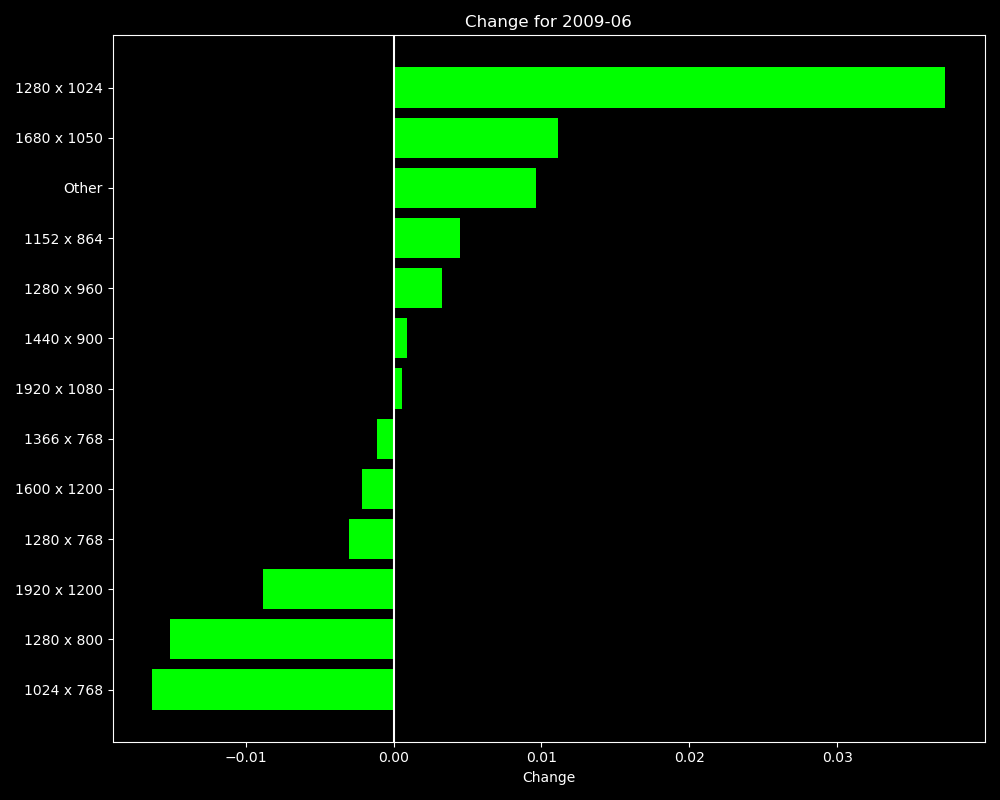 Change for 2009-06
1280 x 1024
1680 x 1050
Other
1152 x 864
1280 x 960
1440 x 900
1920 x 1080
1366 x 768
1600 x 1200
1280 x 768
1920 x 1200
1280 x 800
1024 x 768
−0.01 0.00 0.01 0.02 0.03
Change